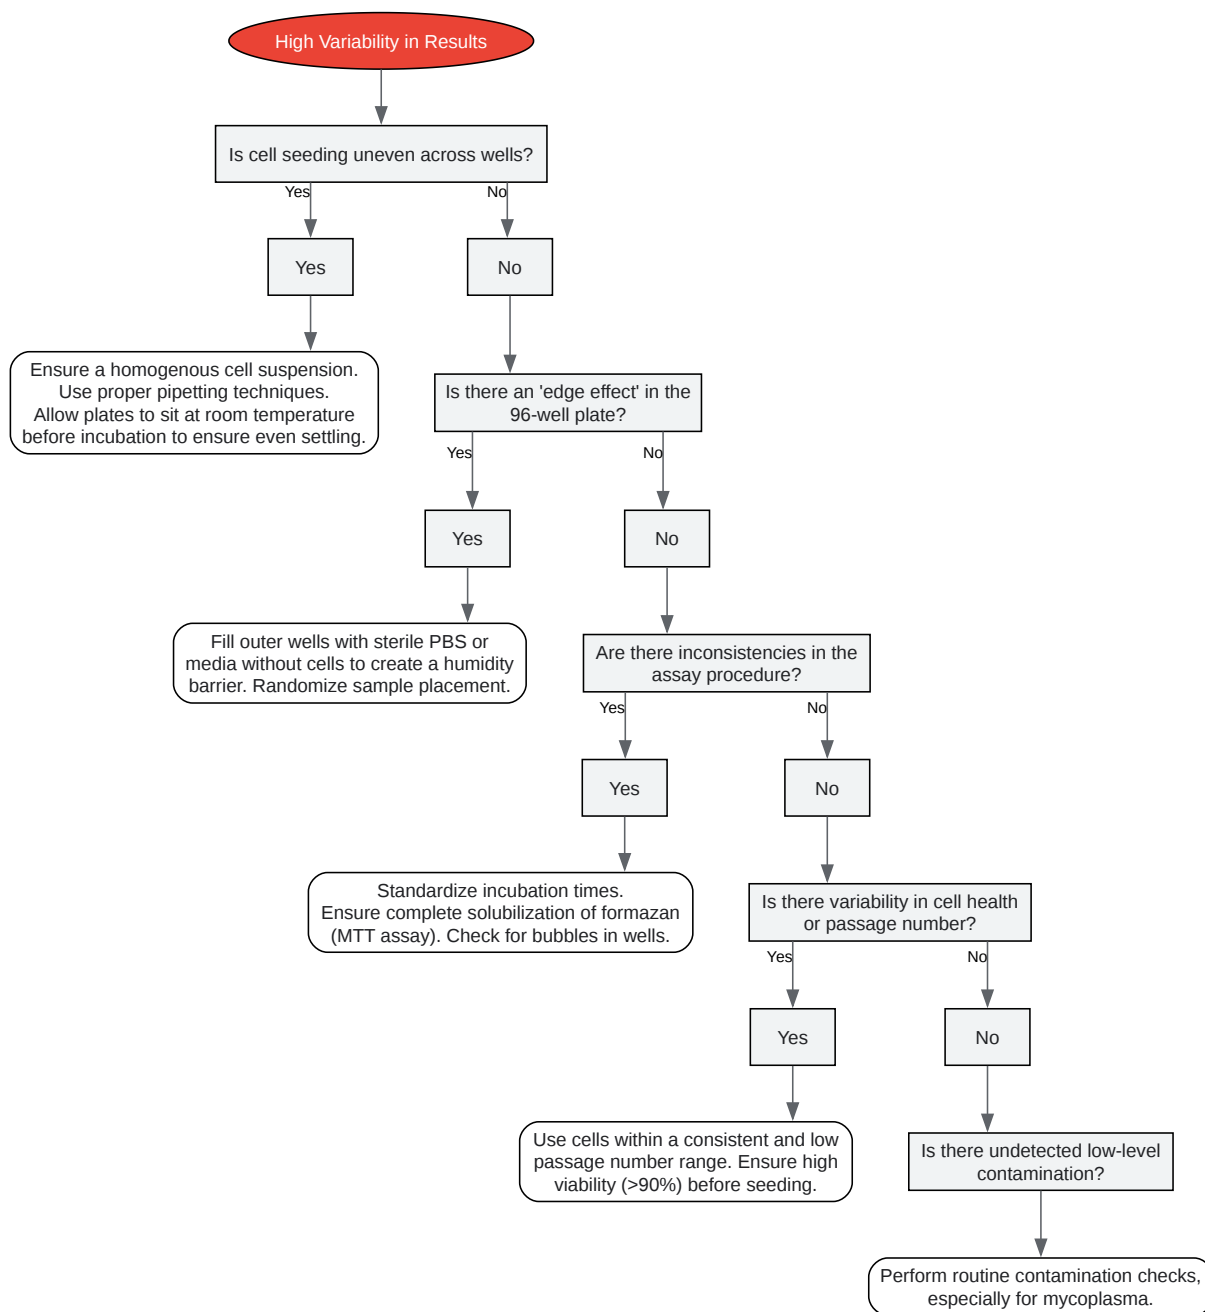 High Variability in Results
Is cell seeding uneven across wells?
Yes
No
Yes
No
Ensure a homogenous cell suspension.
Use proper pipetting techniques.
Allow plates to sit at room temperature
before incubation to ensure even settling.
Is there an 'edge effect' in the
96-well plate?
Yes
No
Yes
No
Fill outer wells with sterile PBS or
media without cells to create a humidity
barrier. Randomize sample placement.
Are there inconsistencies in the
assay procedure?
Yes
No
Yes
No
Standardize incubation times.
Ensure complete solubilization of formazan
(MTT assay). Check for bubbles in wells.
Is there variability in cell health
or passage number?
Yes
No
Yes
No
Use cells within a consistent and low
passage number range. Ensure high
viability (>90%) before seeding.
Is there undetected low-level
contamination?
Perform routine contamination checks,
especially for mycoplasma.